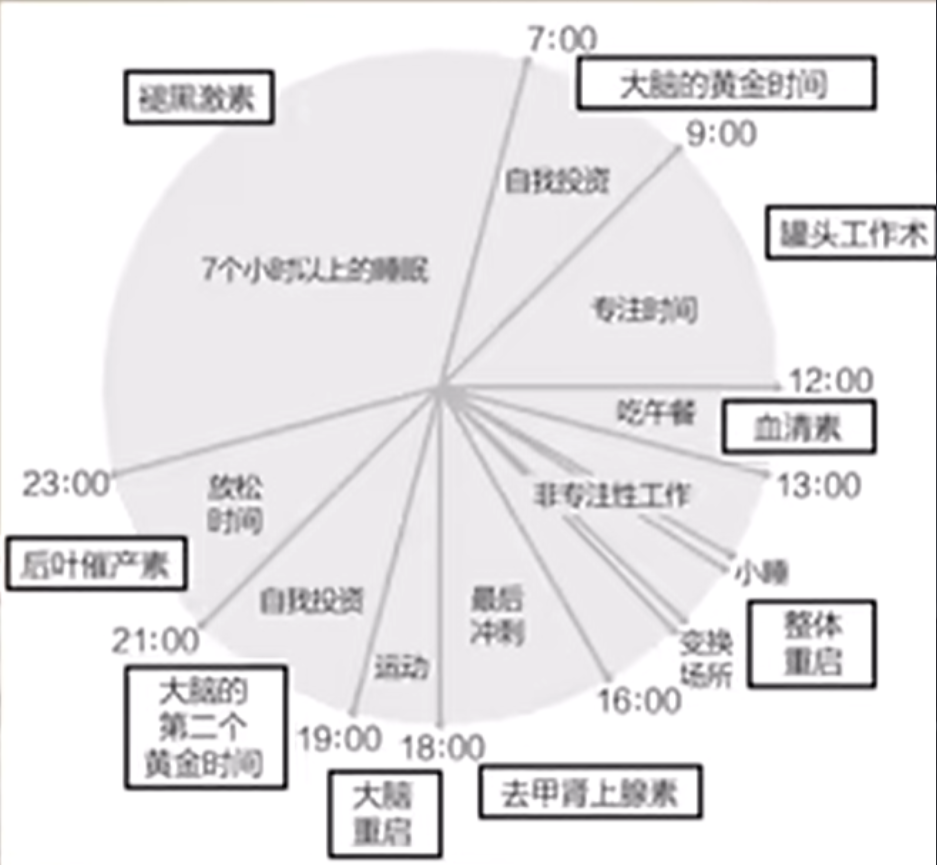 7:00
大脑的黄金时间
褪黑激素
9:00
自我投资
罐头工作术
7个小时以上的睡眠
专注时间
12:00
吃午餐
血清素
23:00
13:00
放松
时间
非专注性工作
后叶催产素
小睡
自我投资
最后
冲刺
整体
重启
21:00
变换
场所
运动
16:00
大脑的
第二个
黄金时间
19:00
18:00
大脑
重启
去甲肾上腺素